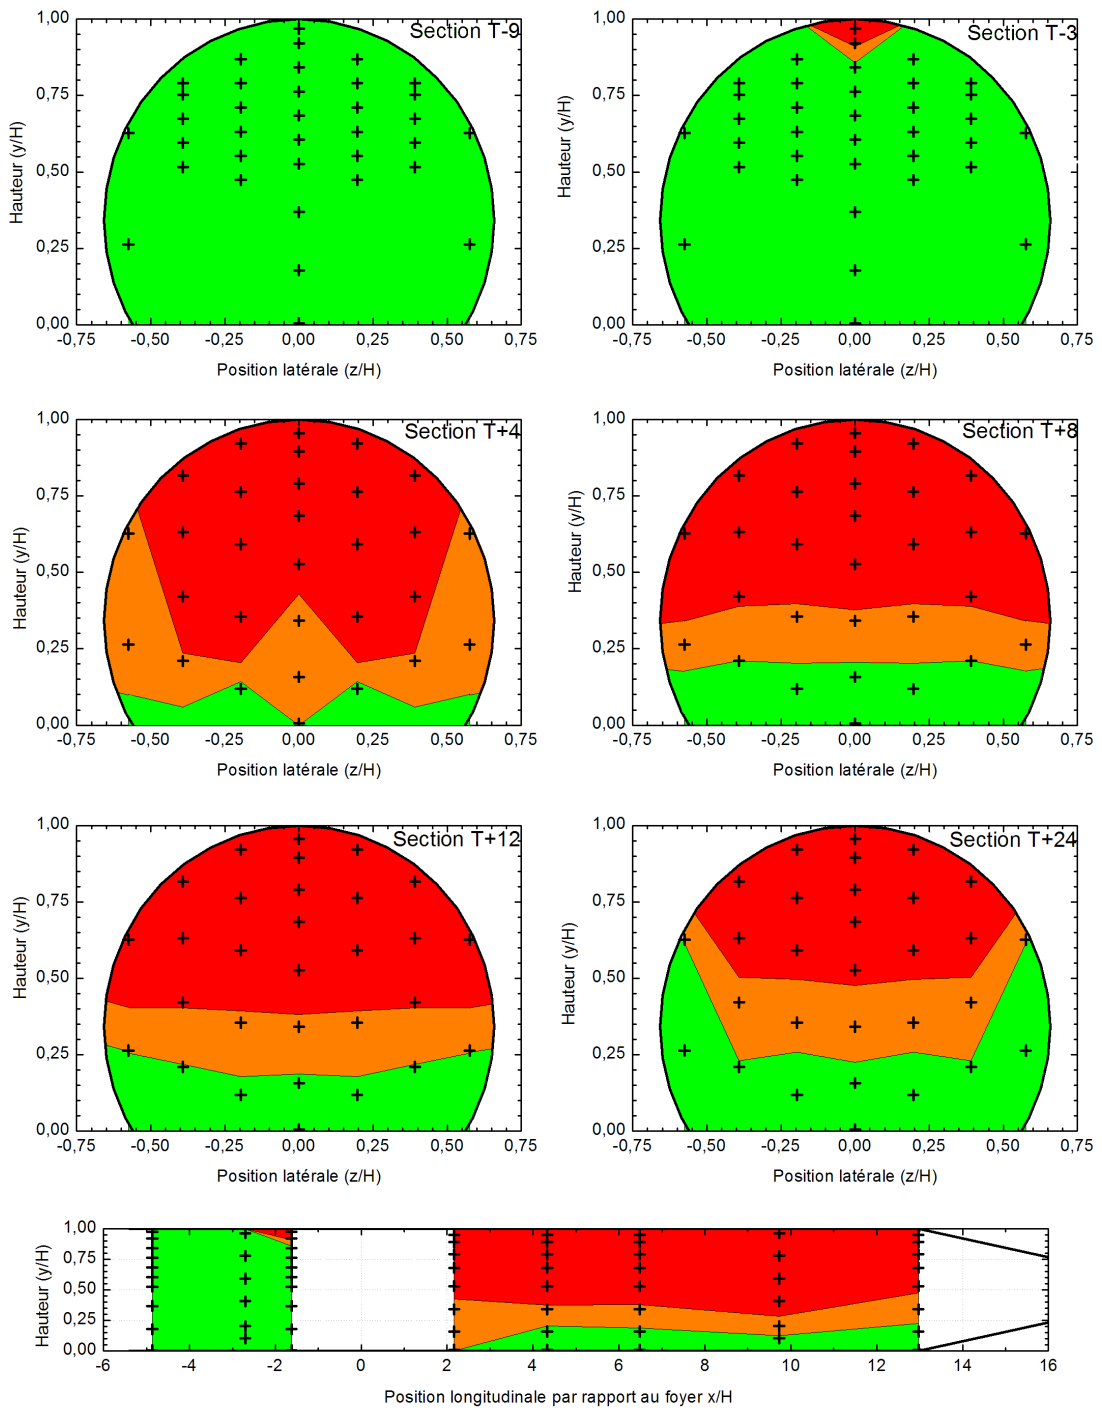 Section T-9
1,00
0,75
0,50
0,25
0,00
Hauteur (y/H)
-0,75 -0,50 -0,25 0,00 0,25 0,50 0,75
Position latérale (z/H)
Section T-3
1,00
0,75
0,50
0,25
0,00
Hauteur (y/H)
-0,75 -0,50 -0,25 0,00 0,25 0,50 0,75
Position latérale (z/H)
Section T+4
1,00
0,75
0,50
0,25
0,00
Hauteur (y/H)
-0,75 -0,50 -0,25 0,00 0,25 0,50 0,75
Position latérale (z/H)
Section T+8
1,00
0,75
0,50
0,25
0,00
Hauteur (y/H)
-0,75 -0,50 -0,25 0,00 0,25 0,50 0,75
Position latérale (z/H)
Section T+12
1,00
0,75
0,50
0,25
0,00
Hauteur (y/H)
-0,75 -0,50 -0,25 0,00 0,25 0,50 0,75
Position latérale (z/H)
Section T+24
1,00
0,75
0,50
0,25
0,00
Hauteur (y/H)
-0,75 -0,50 -0,25 0,00 0,25 0,50 0,75
Position latérale (z/H)
1,00
0,75
0,50
0,25
0,00
Hauteur (y/H)
-6 -4 -2 0 2 4 6 8 10 12 14 16
Position longitudinale par rapport au foyer x/H